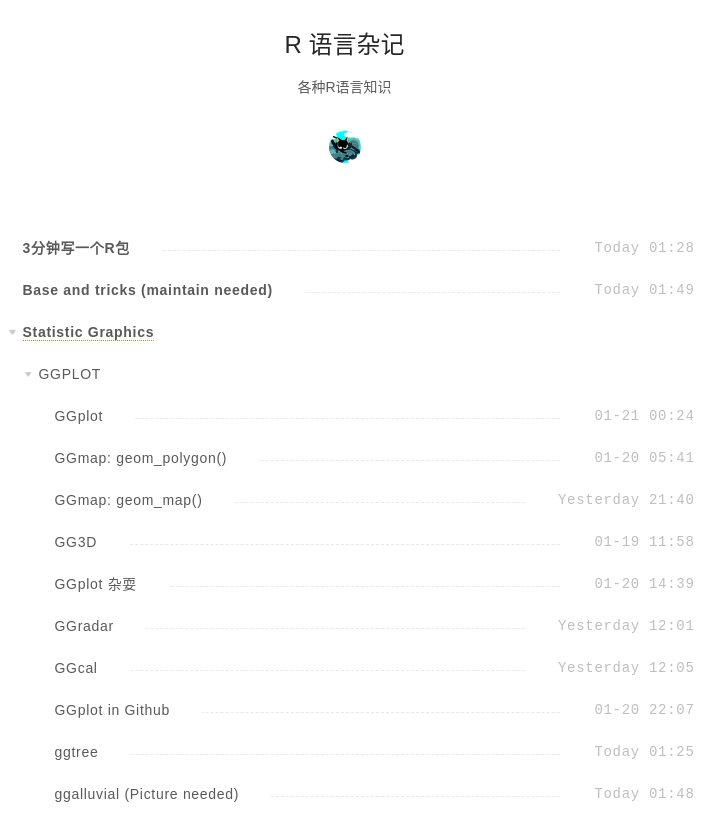 R 语言杂记
各种R语言知识
3分钟写一个R包 Today 01:28
Base and tricks (maintain needed) Today 01:49
Statistic Graphics
GGPLOT
GGplot 01-21 00:24
GGmap: geom_polygon() 01-20 05:41
GGmap: geom_map() Yesterday 21:40
GG3D 01-19 11:58
GGplot 杂耍 01-20 14:39
GGradar Yesterday 12:01
GGcal Yesterday 12:05
GGplot in Github 01-20 22:07
ggtree Today 01:25
ggalluvial (Picture needed) Today 01:48